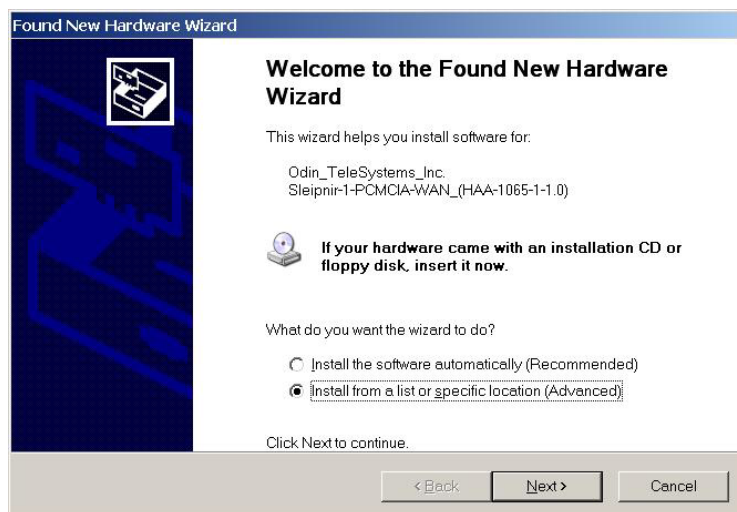 Found New Hardware Wizard
Welcome to the Found New Hardware
Wizard
This wizard helps you install software for:
Odin_TeleSystems_Inc.
Sleipnir-1-PCMCIA-WAN_(HAA-1065-1-1.0)
If your hardware came with an installation CD or
floppy disk, insert it now.
What do you want the wizard to do?
Install the software automatically (Recommended)
Install from a list or specific location (Advanced)
Click Next to continue.
< Back
Next >
Cancel